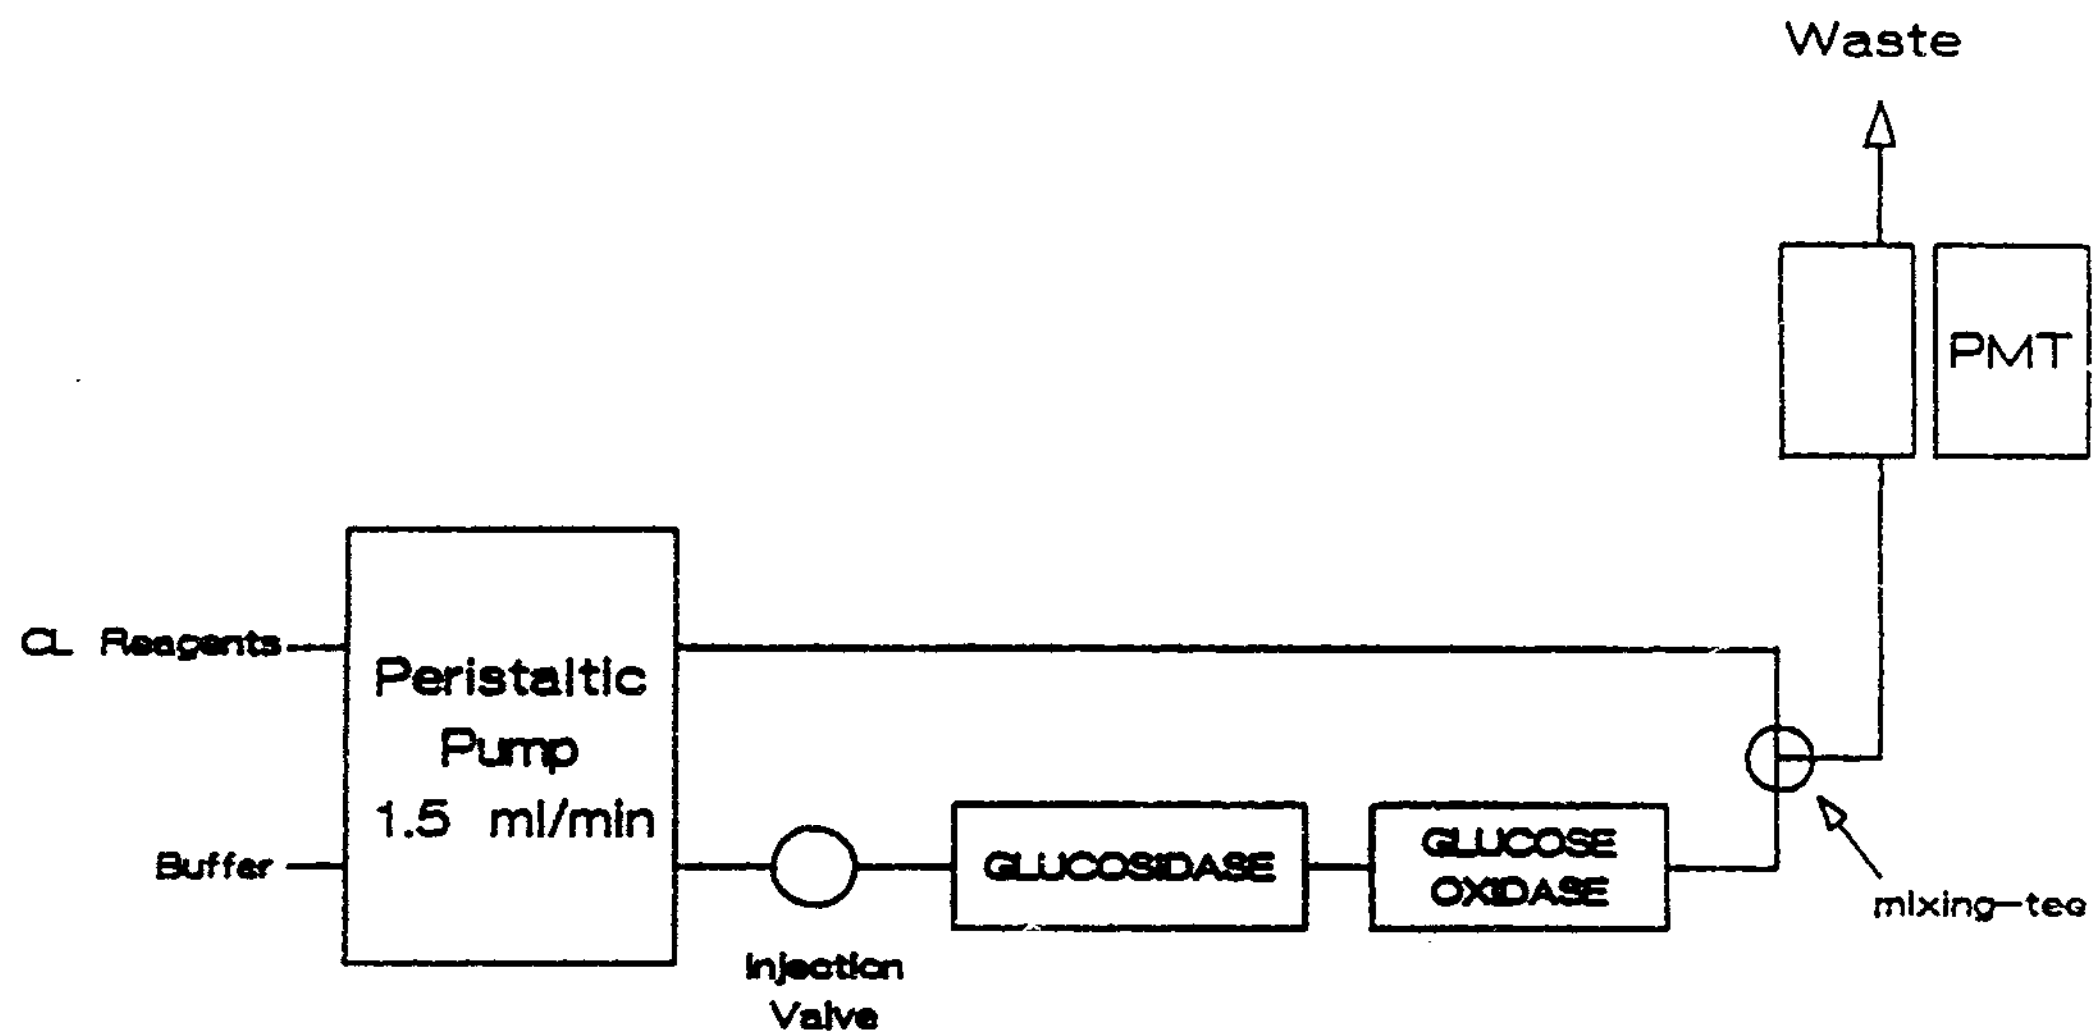 Waste
PMT
CL Reagents
Peristaltic
Pump
1.5 ml/min
Buffer
Injection
Valve
GLUCOSIDASE
GLUCOSE
OXIDASE
mixing-tee